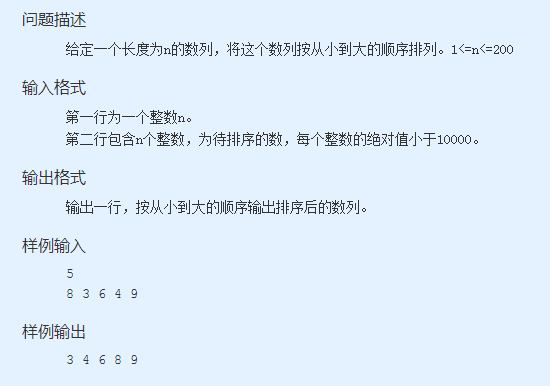 问题描述
给定一个长度为n的数列，将这个数列按从小到大的顺序排列。1<=n<=200
输入格式
第一行为一个整数n。
第二行包含n个整数，为待排序的数，每个整数的绝对值小于10000。
输出格式
输出一行，按从小到大的顺序输出排序后的数列。
样例输入
5
8 3 6 4 9
样例输出
3 4 6 8 9